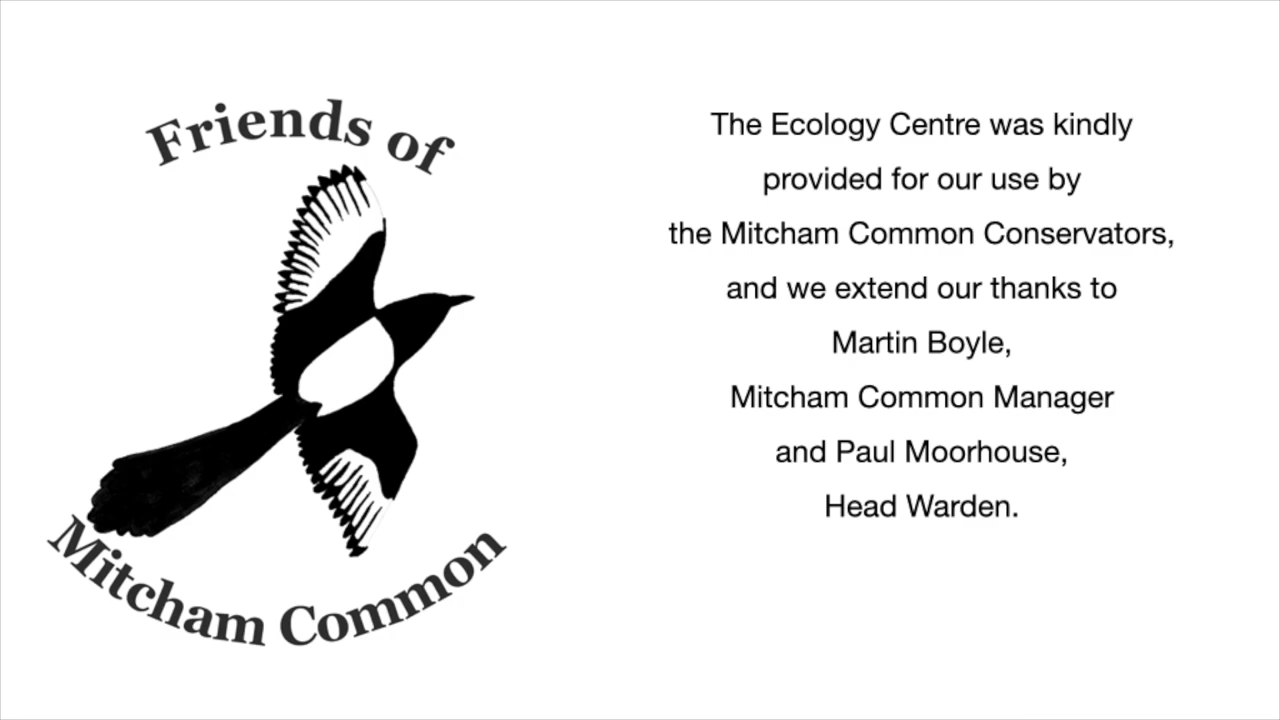 Friends of
Mitcham Common
The Ecology Centre was kindly
provided for our use by
the Mitcham Common Conservators,
and we extend our thanks to
Martin Boyle,
Mitcham Common Manager
and Paul Moorhouse,
Head Warden.